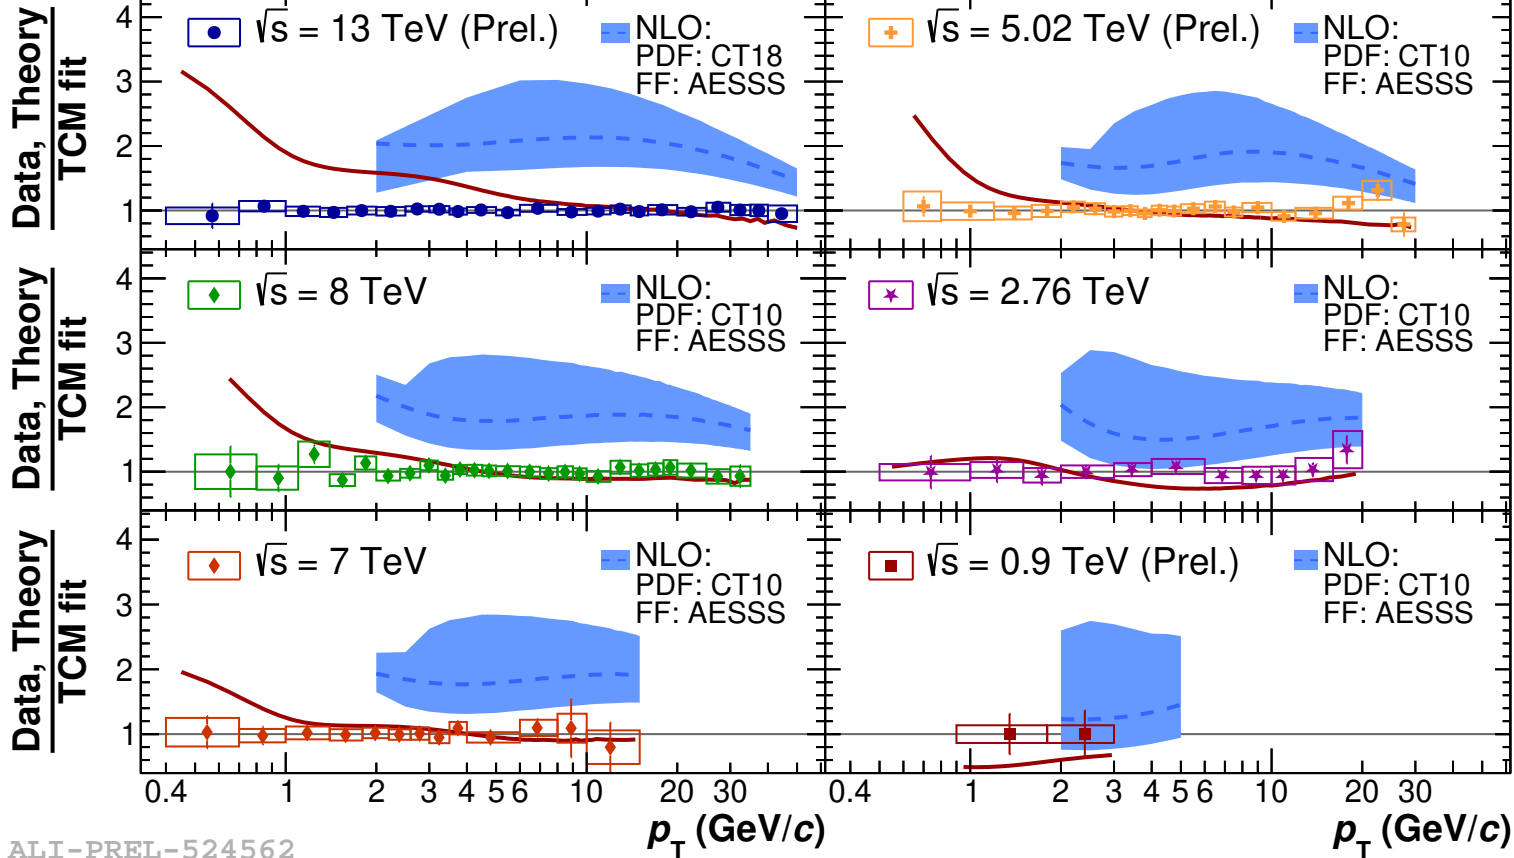 Data, Theory
TCM fit
4
3
2
1
√s = 13 TeV (Prel.)
NLO:
PDF: CT18
FF: AESSS
√s = 5.02 TeV (Prel.)
NLO:
PDF: CT10
FF: AESSS
Data, Theory
TCM fit
4
3
2
1
√s = 8 TeV
NLO:
PDF: CT10
FF: AESSS
√s = 2.76 TeV
NLO:
PDF: CT10
FF: AESSS
Data, Theory
TCM fit
4
3
2
1
√s = 7 TeV
NLO:
PDF: CT10
FF: AESSS
√s = 0.9 TeV (Prel.)
NLO:
PDF: CT10
FF: AESSS
0.4 1 2 3 4 5 6 10 20 30
0.4 1 2 3 4 5 6 10 20 30
p_T (GeV/c)
p_T (GeV/c)
ALI-PREL-524562